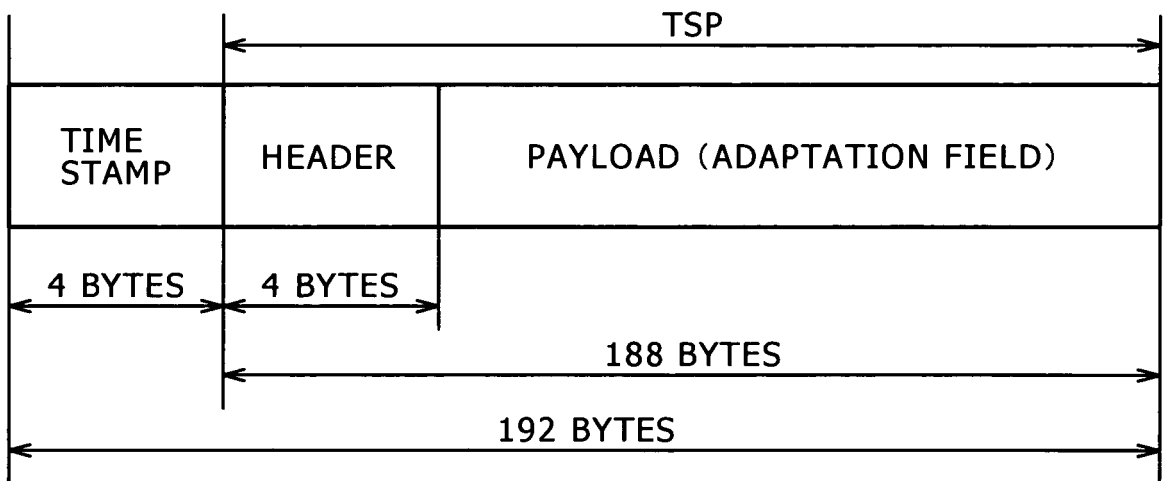 TSP
TIME
STAMP
HEADER
PAYLOAD (ADAPTATION FIELD)
4 BYTES
4 BYTES
188 BYTES
192 BYTES